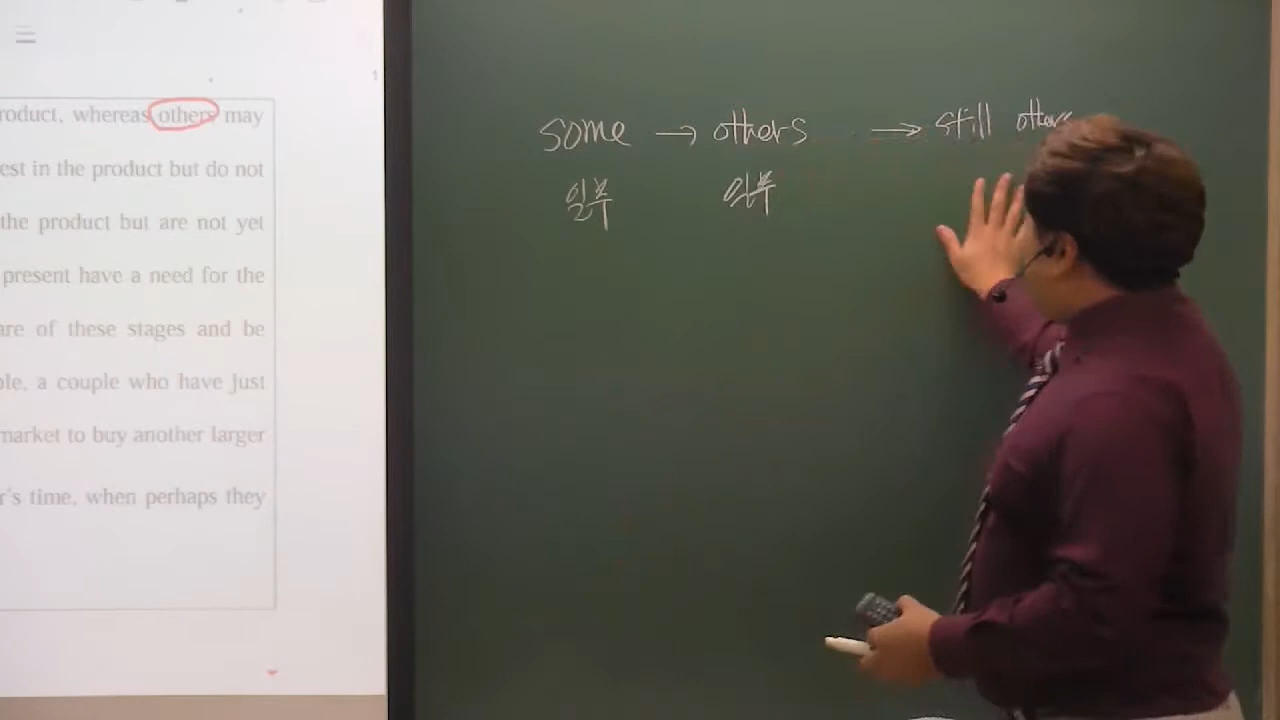 roduct, whereas others may
est in the product but do not
the product but are not yet
present have a need for the
are of these stages and be
ple, a couple who have just
market to buy another larger
r's time, when perhaps they
some → others → still others
일부 일부